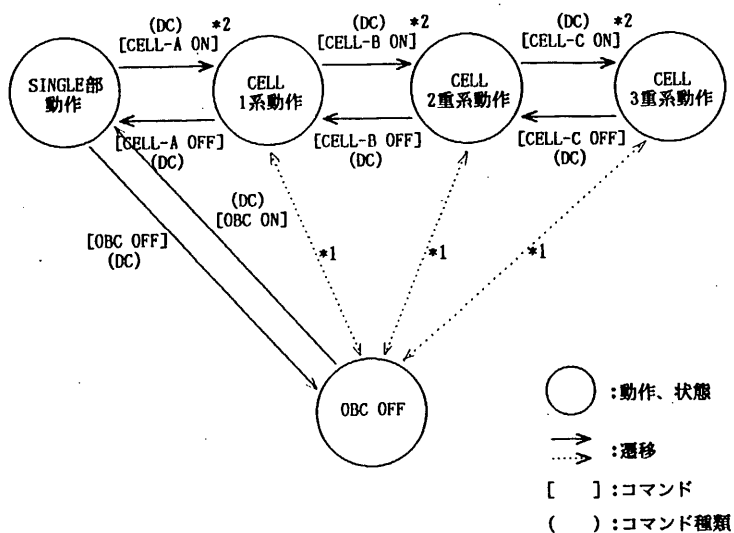 (DC) *2
[CELL-A ON]
(DC) *2
[CELL-B ON]
(DC) *2
[CELL-C ON]
SINGLE部
動作
CELL
1系動作
CELL
2重系動作
CELL
3重系動作
[CELL-A OFF]
(DC)
[CELL-B OFF]
(DC)
[CELL-C OFF]
(DC)
(DC)
[OBC ON]
[OBC OFF]
(DC)
*1
*1
*1
OBC OFF
:動作、状態
:遷移
[ ]:コマンド
( ):コマンド種類